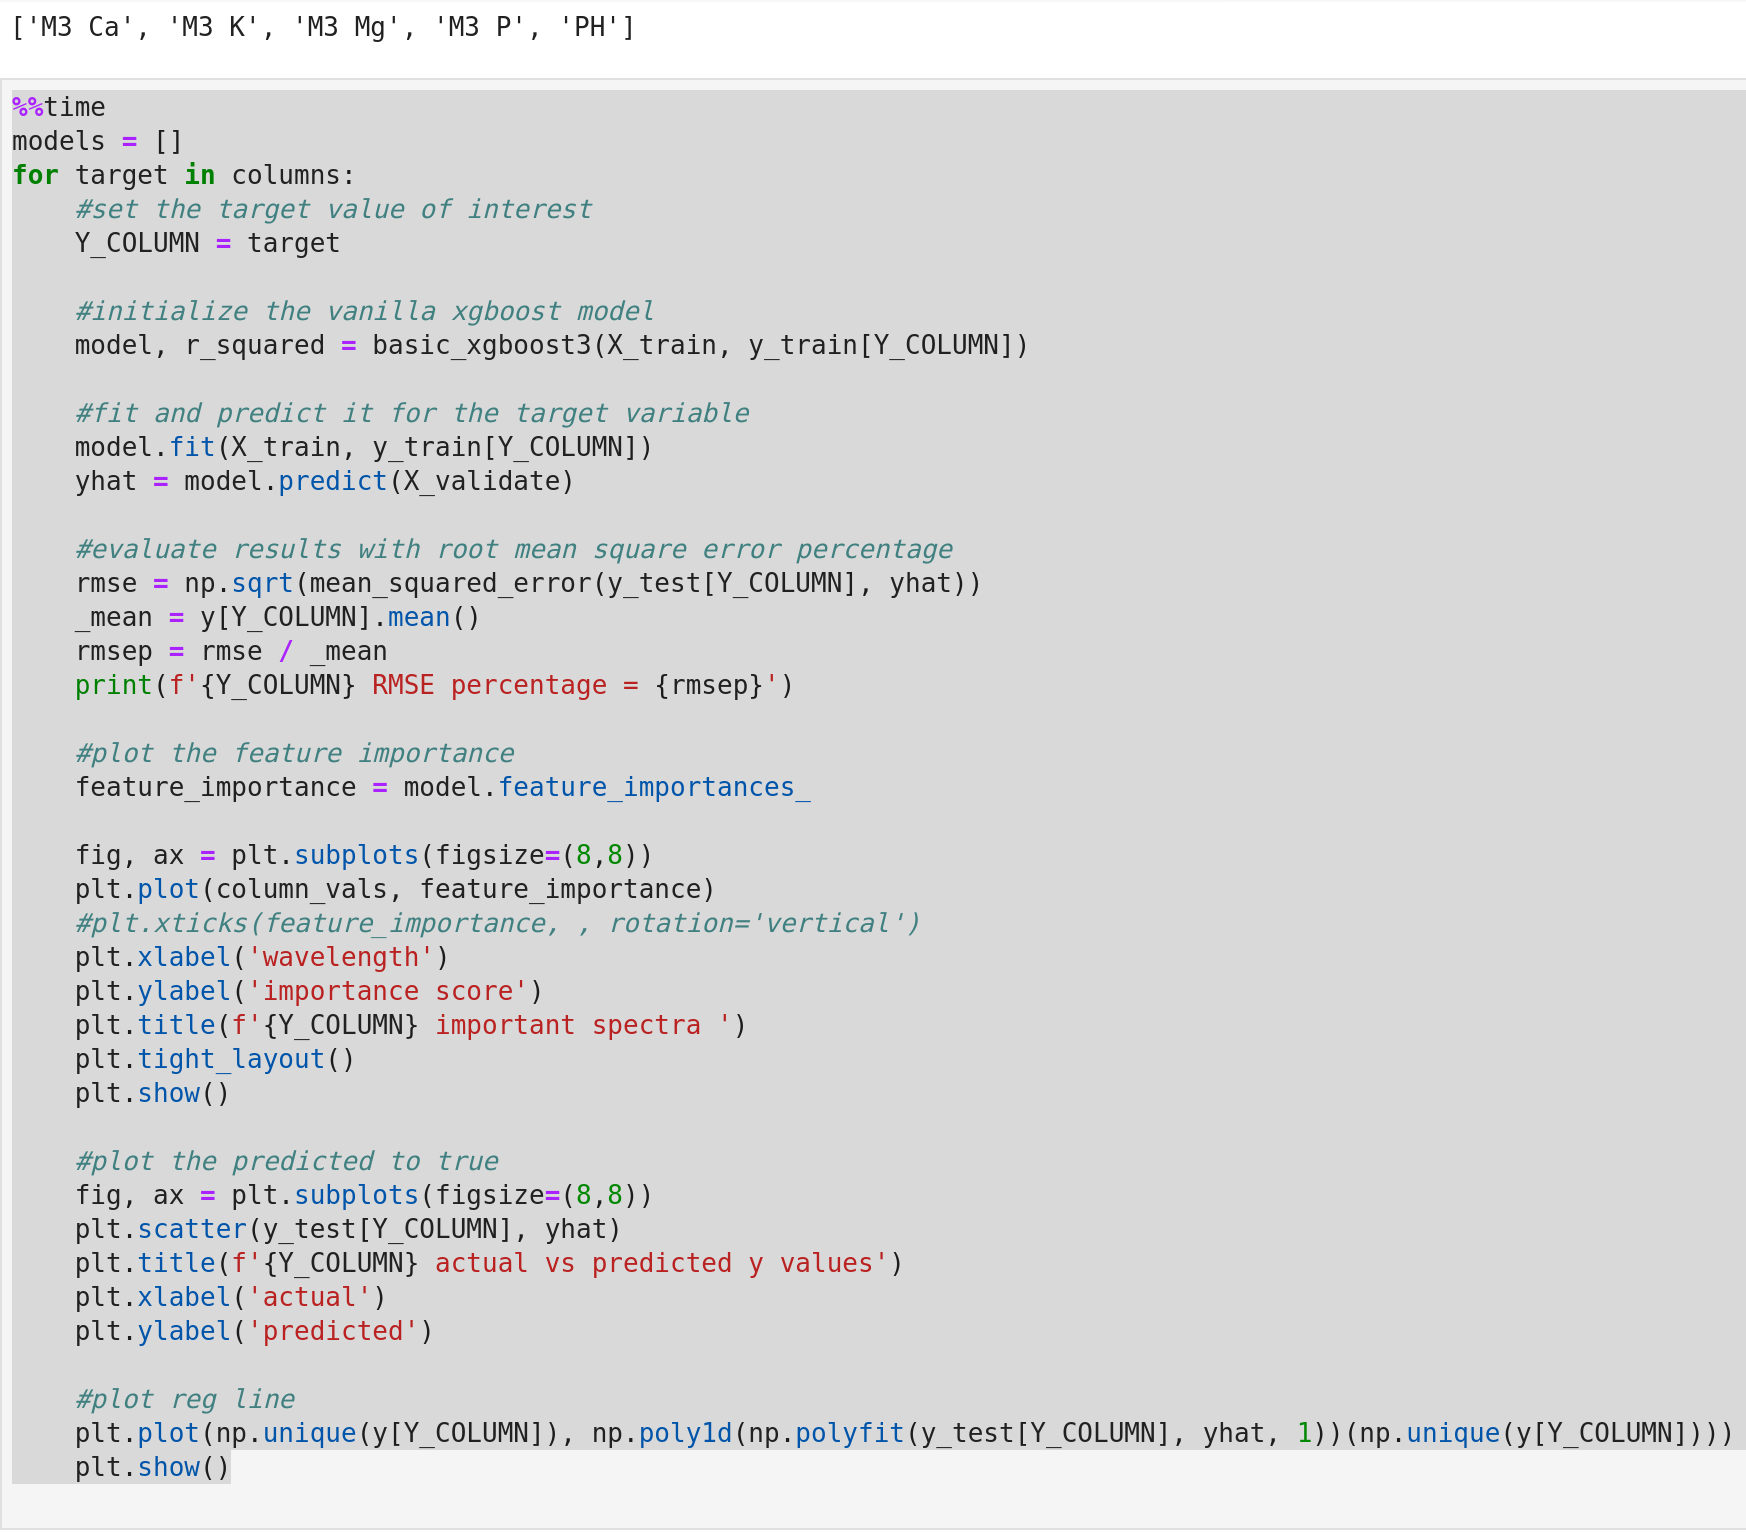 ['M3 Ca', 'M3 K', 'M3 Mg', 'M3 P', 'PH']
%%time
models = []
for target in columns:
    #set the target value of interest
    Y_COLUMN = target

    #initialize the vanilla xgboost model
    model, r_squared = basic_xgboost3(X_train, y_train[Y_COLUMN])

    #fit and predict it for the target variable
    model.fit(X_train, y_train[Y_COLUMN])
    yhat = model.predict(X_validate)

    #evaluate results with root mean square error percentage
    rmse = np.sqrt(mean_squared_error(y_test[Y_COLUMN], yhat))
    _mean = y[Y_COLUMN].mean()
    rmsep = rmse / _mean
    print(f'{Y_COLUMN} RMSE percentage = {rmsep}')

    #plot the feature importance
    feature_importance = model.feature_importances_

    fig, ax = plt.subplots(figsize=(8,8))
    plt.plot(column_vals, feature_importance)
    #plt.xticks(feature_importance, , rotation='vertical')
    plt.xlabel('wavelength')
    plt.ylabel('importance score')
    plt.title(f'{Y_COLUMN} important spectra ')
    plt.tight_layout()
    plt.show()

    #plot the predicted to true
    fig, ax = plt.subplots(figsize=(8,8))
    plt.scatter(y_test[Y_COLUMN], yhat)
    plt.title(f'{Y_COLUMN} actual vs predicted y values')
    plt.xlabel('actual')
    plt.ylabel('predicted')

    #plot reg line
    plt.plot(np.unique(y[Y_COLUMN]), np.poly1d(np.polyfit(y_test[Y_COLUMN], yhat, 1))(np.unique(y[Y_COLUMN])))
    plt.show()